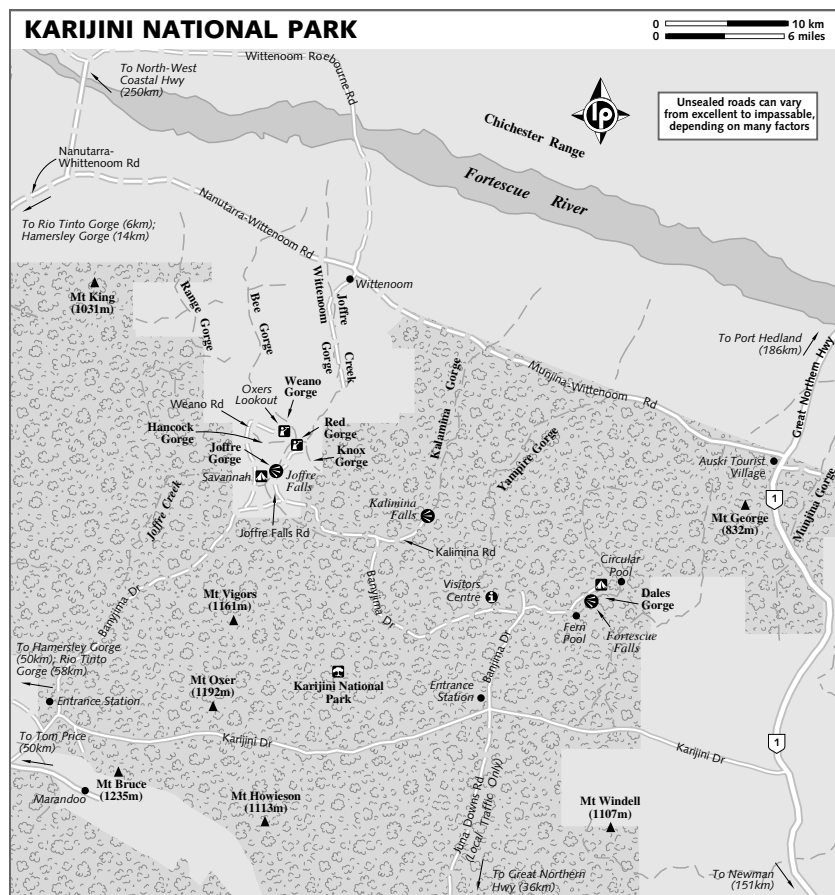 KARIJINI NATIONAL PARK
0 10 km
0 6 miles
Unsealed roads can vary
from excellent to impassable,
depending on many factors
lp
To North-West
Coastal Hwy
(250km)
Wittenoom Roebourne Rd
Chichester Range
Fortescue River
Nanutarra-
Whittenoom Rd
Nanutarra-Wittenoom Rd
To Rio Tinto Gorge (6km);
Hamersley Gorge (14km)
Wittenoom
Mt King
(1031m)
Range Gorge
Bee Gorge
Wittenoom Gorge
Joffre Creek
To Port Hedland
(186km)
Great Northern Hwy
Munjina-Wittenoom Rd
Kalamina Gorge
Yampire Gorge
Oxers
Lookout
Weano
Gorge
Weano Rd
Hancock
Gorge
Red
Gorge
Joffre
Gorge
Knox
Gorge
Savannah
Joffre
Falls
Joffre Creek
Joffre Falls Rd
Kalimina
Falls
Kalimina Rd
Auski Tourist
Village
1
Mt George
(832m)
Munjina Gorge
Banyjima Dr
Banyjima Dr
Mt Vigors
(1161m)
Visitors
Centre
i
Circular
Pool
Dales
Gorge
Fern
Pool
Fortescue
Falls
Banjima Dr
To Hamersley Gorge
(50km); Rio Tinto
Gorge (58km)
Entrance Station
Mt Oxer
(1192m)
Karijini National
Park
Entrance
Station
To Tom Price
(50km)
Karijini Dr
Karijini Dr
1
Marandoo
Mt Bruce
(1235m)
Mt Howieson
(1113m)
Juna Downs Rd
(Local Traffic Only)
Mt Windell
(1107m)
To Great Northern
Hwy (36km)
To Newman
(151km)